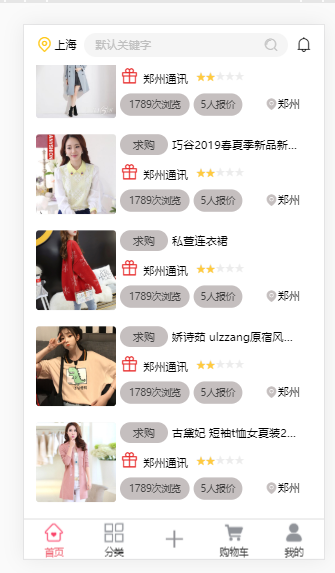 上海 默认关键字
郑州通讯
1789次浏览 5人报价 郑州
求购 巧谷2019春夏季新品新...
郑州通讯
1789次浏览 5人报价 郑州
求购 私萱连衣裙
郑州通讯
1789次浏览 5人报价 郑州
求购 娇诗茹 ulzzang原宿风...
郑州通讯
1789次浏览 5人报价 郑州
求购 古黛妃 短袖t恤女夏装2...
郑州通讯
1789次浏览 5人报价 郑州
首页 分类 购物车 我的